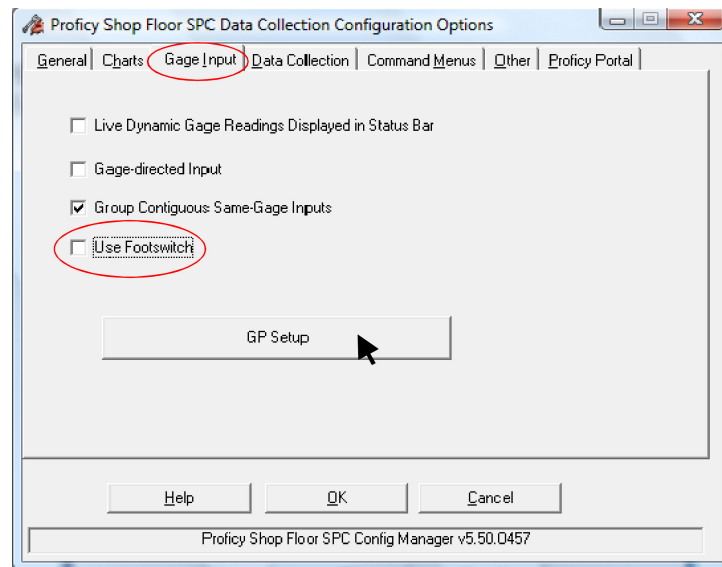 Proficy Shop Floor SPC Data Collection Configuration Options
General Charts Gage Input Data Collection Command Menus Other Proficy Portal
Live Dynamic Gage Readings Displayed in Status Bar
Gage-directed Input
Group Contiguous Same-Gage Inputs
Use Footswitch
GP Setup
Help OK Cancel
Proficy Shop Floor SPC Config Manager v5.50.0457